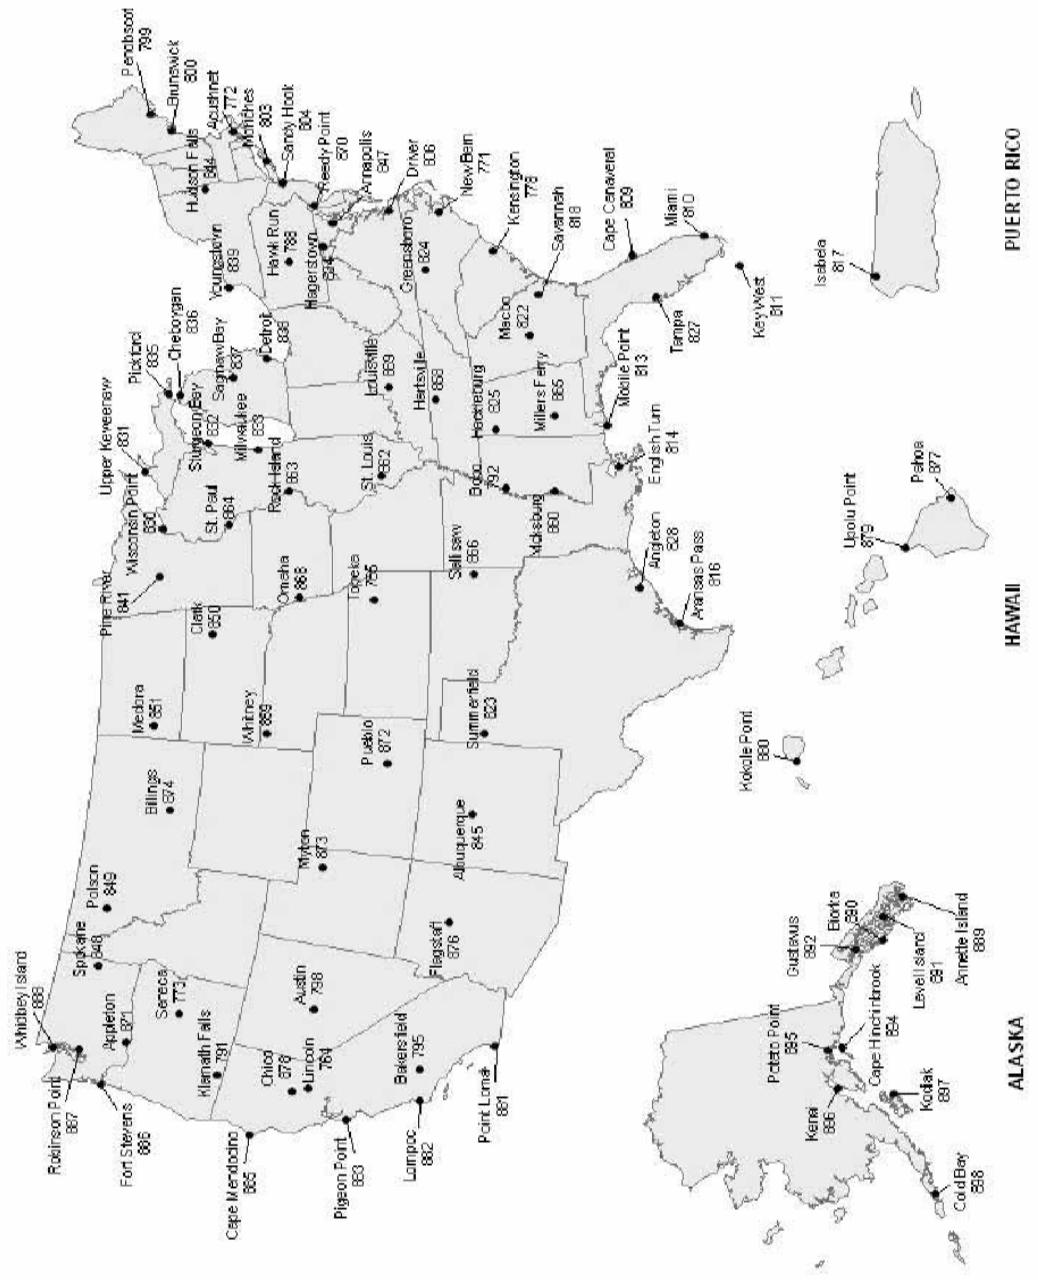 Whidbey Island
888
Robinson Point
887
Fort Stevens
886
Spokane
848
Appleton
871
Seneca
773
Polson
849
Billings
874
Medora
851
Pine River
841
Clark
850
Whitney
869
Klamath Falls
791
Cape Mendocino
885
Chico
878
Lincoln
764
Austin
798
Pigeon Point
883
Lompoc
882
Bakersfield
795
Point Loma
881
Myton
873
Pueblo
872
Flagstaff
876
Albuquerque
845
Summerfield
823
Topeka
Omaha
868
Sallisaw
866
Wisconsin Point
830
Upper Keweenaw
831
St. Paul
864
Rock Island
863
Sturgeon Bay
832
Milwaukee
833
Pickford
835
Cheboygan
836
Saginaw Bay
837
Detroit
838
St. Louis
862
Louisville
869
Hartsville
Hackleburg
825
Millers Ferry
865
Bobo
792
Vicksburg
860
English Turn
814
Mobile Point
813
Angleton
828
Aransas Pass
816
Youngstown
839
Hudson Falls
844
Penobscot
799
Brunswick
800
Acushnet
772
Moriches
803
Sandy Hook
804
Reedy Point
870
Annapolis
847
Hawk Run
788
Hagerstown
Driver
806
New Bern
771
Greensboro
824
Kensington
778
Savannah
818
Macon
822
Cape Canaveral
809
Miami
810
Key West
811
Tampa
827
Isabela
817
PUERTO RICO
Kokole Point
880
Upolu Point
879
Pahoa
877
HAWAII
Gustavus
892
Biorka
890
Level Island
891
Annette Island
889
Potato Point
895
Cape Hinchinbrook
894
Kenai
896
Kodiak
897
Cold Bay
898
ALASKA